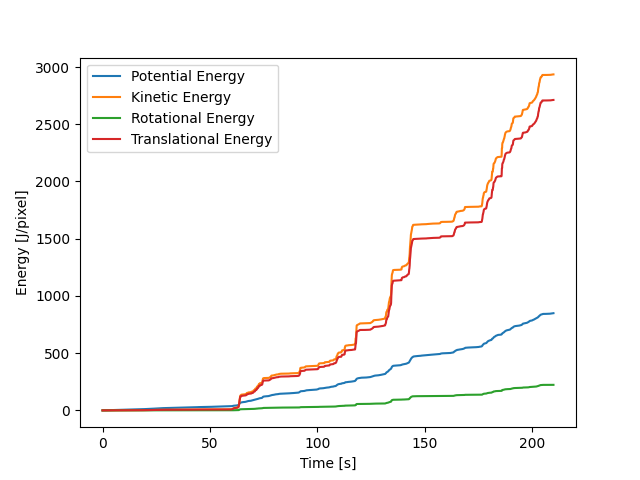 Potential Energy
Kinetic Energy
Rotational Energy
Translational Energy
Energy [J/pixel]
3000
2500
2000
1500
1000
500
0
0 50 100 150 200
Time [s]